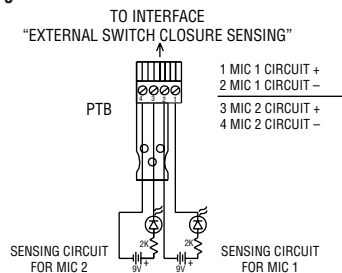 TO INTERFACE
“EXTERNAL SWITCH CLOSURE SENSING”
1 MIC 1 CIRCUIT +
2 MIC 1 CIRCUIT –
3 MIC 2 CIRCUIT +
4 MIC 2 CIRCUIT –
PTB
4 3 2 1
2K 2K
+ +
9V 9V
SENSING CIRCUIT
FOR MIC 2
SENSING CIRCUIT
FOR MIC 1